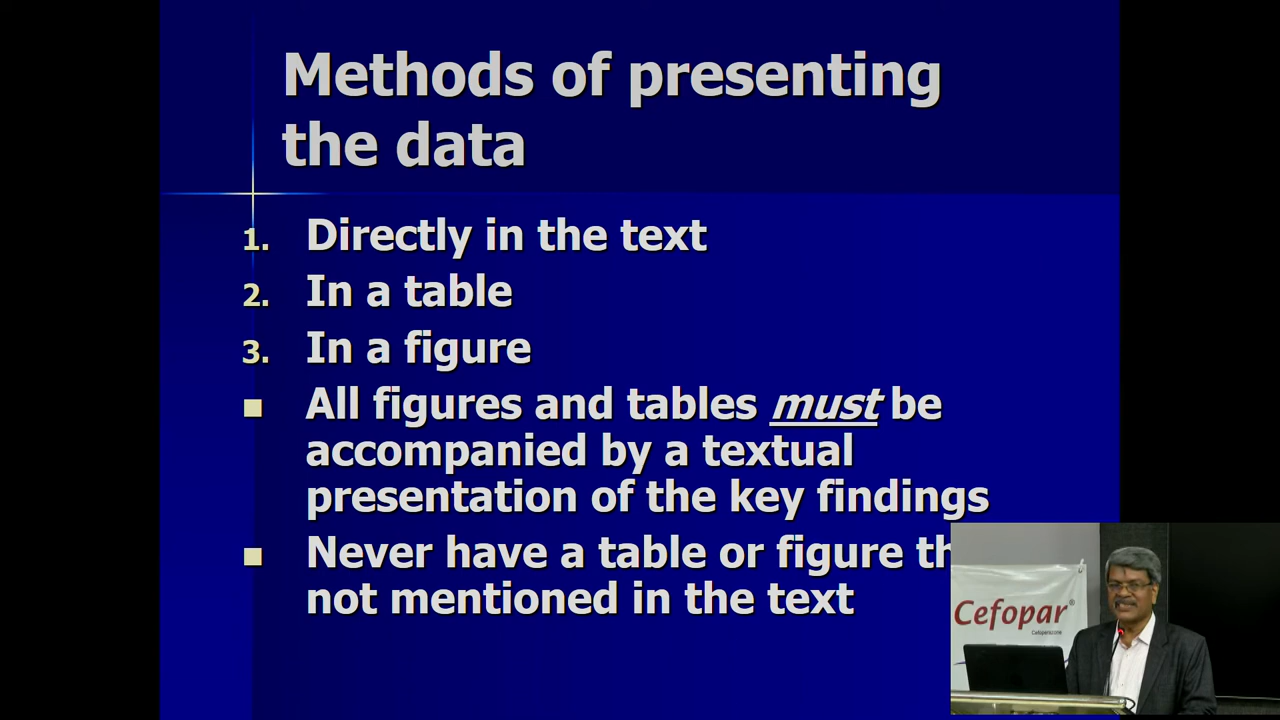 Methods of presenting
the data
1. Directly in the text
2. In a table
3. In a figure
■ All figures and tables must be
accompanied by a textual
presentation of the key findings
■ Never have a table or figure th
not mentioned in the text
Cefopar®
Cefoperazone